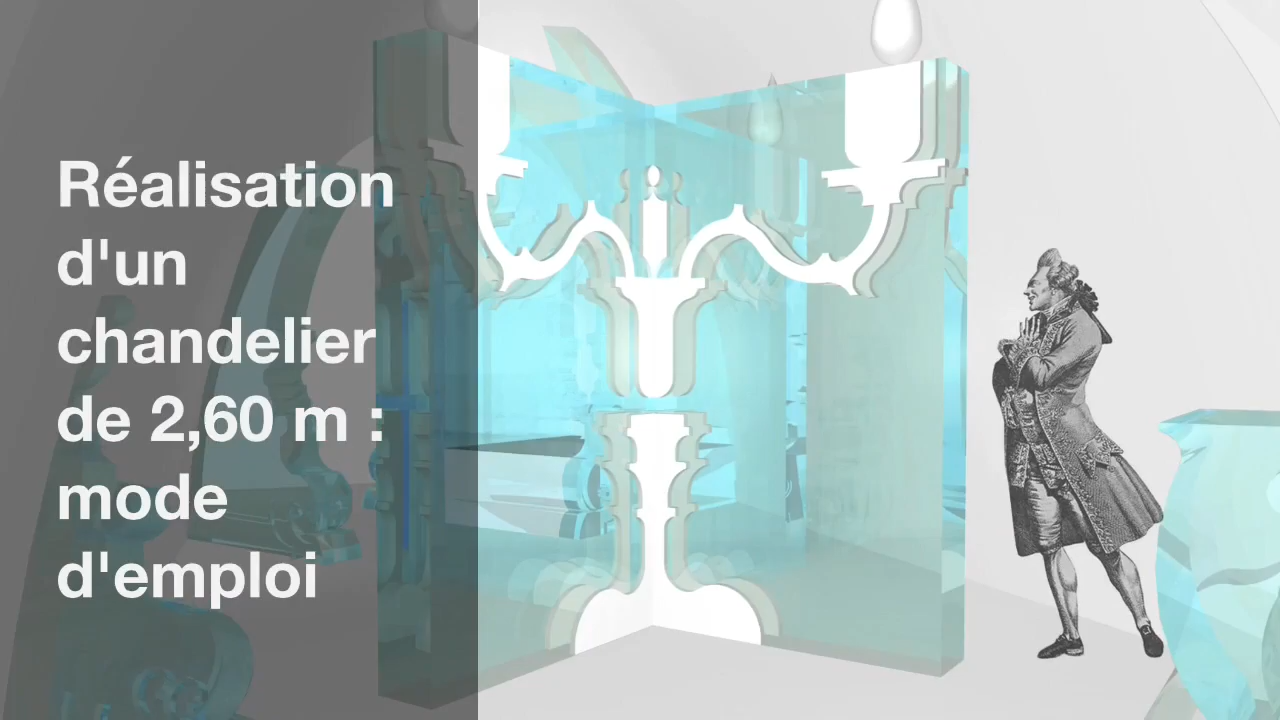 Réalisation
d'un
chandelier
de 2,60 m :
mode
d'emploi